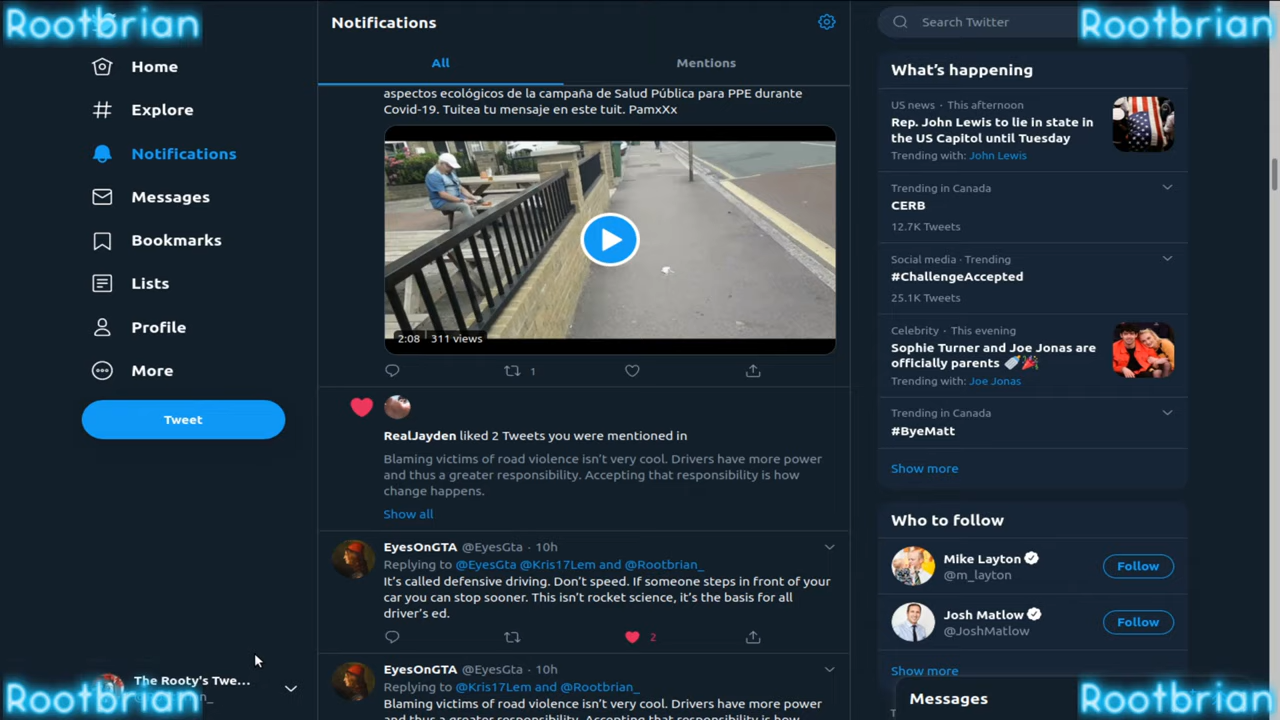 Rootbrian
Rootbrian
Home
Explore
Notifications
Messages
Bookmarks
Lists
Profile
More
Tweet
The Rooty's Twe...
Rootbrian
Notifications
All
Mentions
aspectos ecológicos de la campaña de Salud Pública para PPE durante
Covid-19. Tuitea tu mensaje en este tuit. PamxXx
2:08 311 views
1
RealJayden liked 2 Tweets you were mentioned in
Blaming victims of road violence isn't very cool. Drivers have more power
and thus a greater responsibility. Accepting that responsibility is how
change happens.
Show all
EyesOnGTA @EyesGta · 10h
Replying to @EyesGta @Kris17Lem and @Rootbrian_
It's called defensive driving. Don't speed. If someone steps in front of your
car you can stop sooner. This isn't rocket science, it's the basis for all
driver's ed.
2
EyesOnGTA @EyesGta · 10h
Replying to @Kris17Lem and @Rootbrian_
Blaming victims of road violence isn't very cool. Drivers have more power
Search Twitter
What's happening
US news · This afternoon
Rep. John Lewis to lie in state in
the US Capitol until Tuesday
Trending with: John Lewis
Trending in Canada
CERB
12.7K Tweets
Social media · Trending
#ChallengeAccepted
25.1K Tweets
Celebrity · This evening
Sophie Turner and Joe Jonas are
officially parents 🍼🎉
Trending with: Joe Jonas
Trending in Canada
#ByeMatt
Show more
Who to follow
Mike Layton
@m_layton
Follow
Josh Matlow
@JoshMatlow
Follow
Show more
Messages
Rootbrian